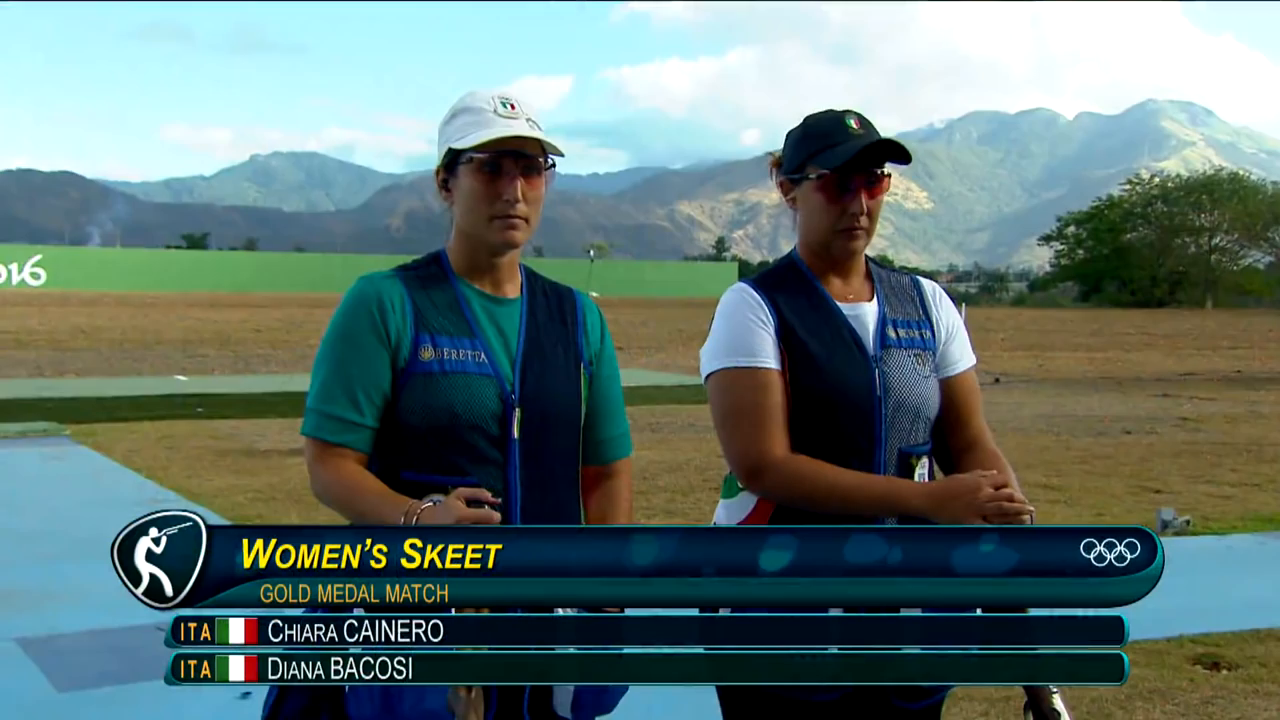 016
BERETTA
BERETTA
WOMEN'S SKEET
GOLD MEDAL MATCH
ITA CHIARA CAINERO
ITA DIANA BACOSI